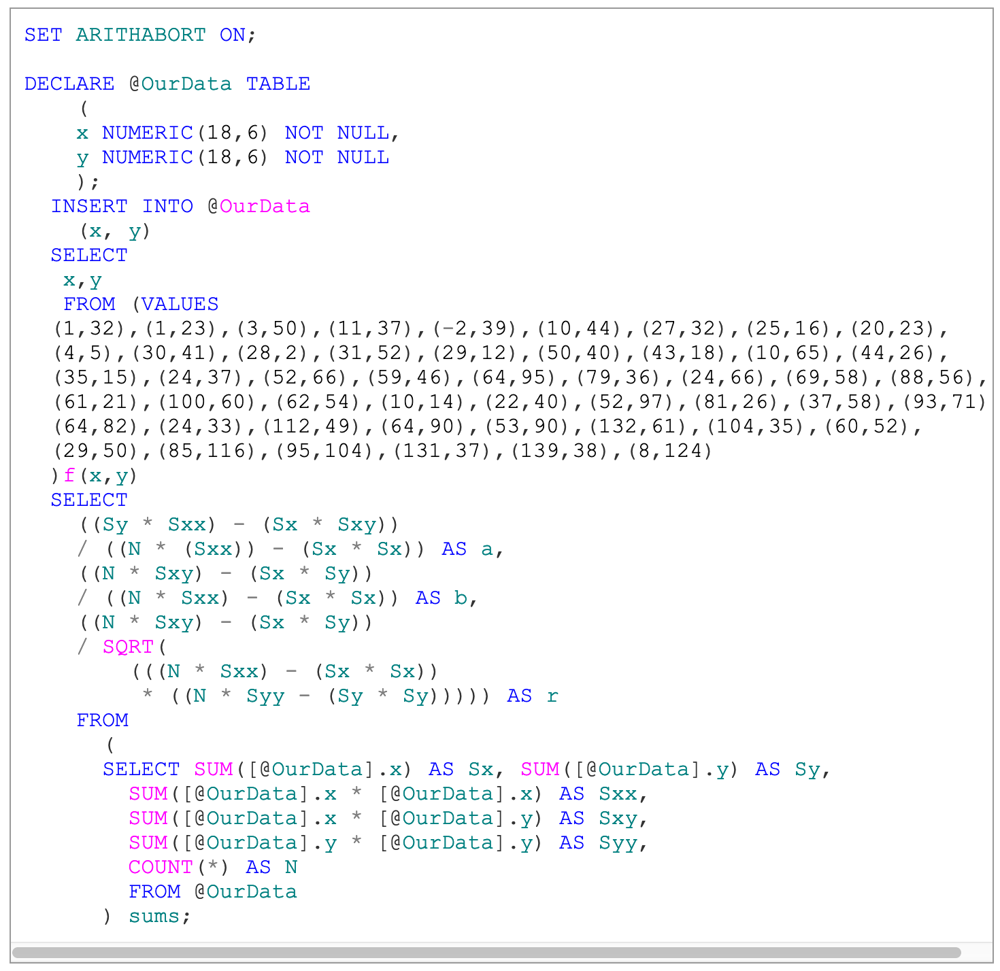 SET ARITHABORT ON;
DECLARE @OurData TABLE
(
x NUMERIC(18,6) NOT NULL,
y NUMERIC(18,6) NOT NULL
);
INSERT INTO @OurData
(x, y)
SELECT
x,y
FROM (VALUES
(1,32),(1,23),(3,50),(11,37),(-2,39),(10,44),(27,32),(25,16),(20,23),
(4,5),(30,41),(28,2),(31,52),(29,12),(50,40),(43,18),(10,65),(44,26),
(35,15),(24,37),(52,66),(59,46),(64,95),(79,36),(24,66),(69,58),(88,56),
(61,21),(100,60),(62,54),(10,14),(22,40),(52,97),(81,26),(37,58),(93,71)
(64,82),(24,33),(112,49),(64,90),(53,90),(132,61),(104,35),(60,52),
(29,50),(85,116),(95,104),(131,37),(139,38),(8,124)
)f(x,y)
SELECT
((Sy * Sxx) - (Sx * Sxy))
/ ((N * (Sxx)) - (Sx * Sx)) AS a,
((N * Sxy) - (Sx * Sy))
/ ((N * Sxx) - (Sx * Sx)) AS b,
((N * Sxy) - (Sx * Sy))
/ SQRT(
(((N * Sxx) - (Sx * Sx))
* ((N * Syy - (Sy * Sy))))) AS r
FROM
(
SELECT SUM([@OurData].x) AS Sx, SUM([@OurData].y) AS Sy,
SUM([@OurData].x * [@OurData].x) AS Sxx,
SUM([@OurData].x * [@OurData].y) AS Sxy,
SUM([@OurData].y * [@OurData].y) AS Syy,
COUNT(*) AS N
FROM @OurData
) sums;